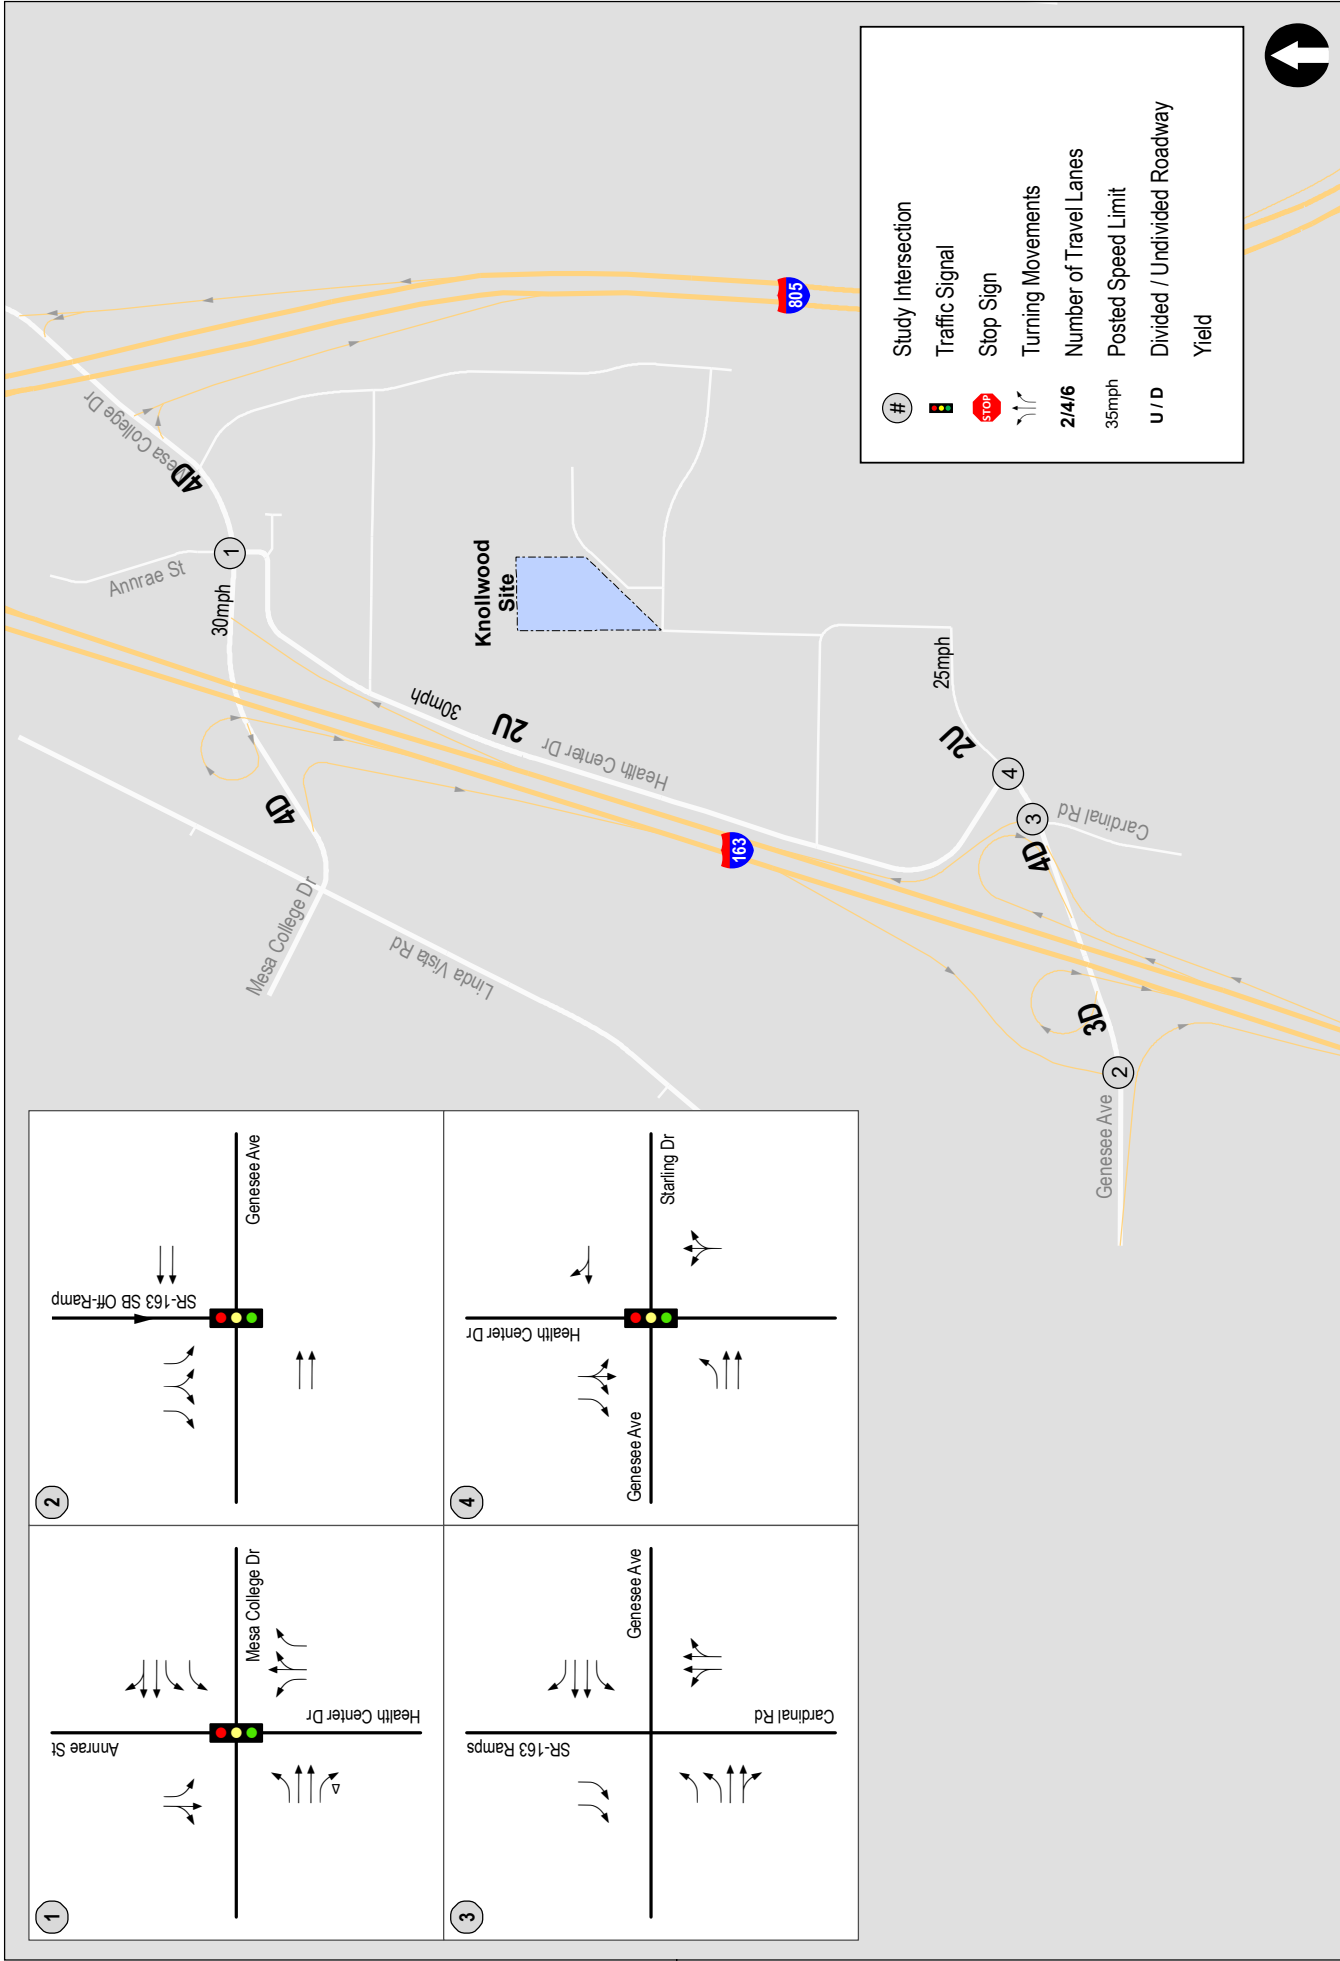 1
Annrae St
Mesa College Dr
Health Center Dr
2
SR-163 SB Off-Ramp
Genesee Ave
3
SR-163 Ramps
Genesee Ave
Cardinal Rd
4
Health Center Dr
Genesee Ave
Starling Dr
Mesa College Dr
4D
Annrae St
1
30mph
4D
Mesa College Dr
Linda Vista Rd
30mph
2U
Health Center Dr
Knollwood
Site
805
163
25mph
2U
4
3
4D
Cardinal Rd
3D
2
Genesee Ave
# Study Intersection
Traffic Signal
STOP Stop Sign
Turning Movements
2/4/6 Number of Travel Lanes
35mph Posted Speed Limit
U / D Divided / Undivided Roadway
Yield